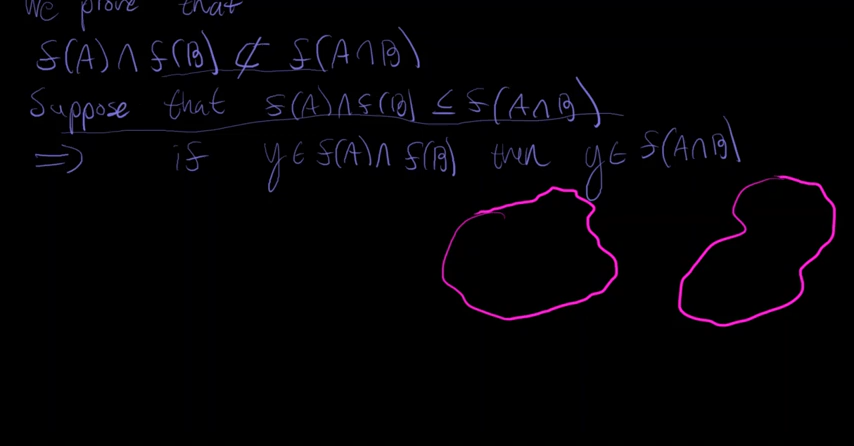 We prove that
f(A) ∩ f(B) ⊄ f(A∩B)
Suppose that f(A)∩f(B) ⊆ f(A∩B)
⇒ if y ∈ f(A)∩ f(B) then y∈ f(A∩B)